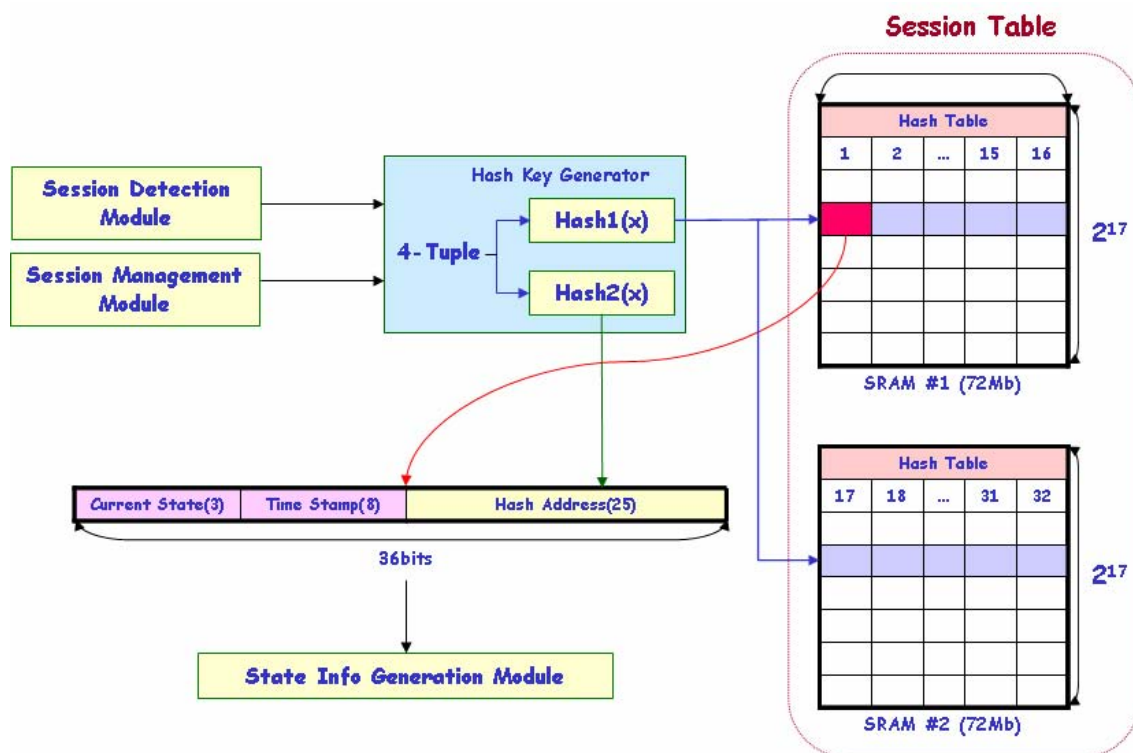 Session Table
Hash Table
1 2 ... 15 16
2¹⁷
SRAM #1 (72Mb)
Session Detection
Module
Session Management
Module
Hash Key Generator
4-Tuple
Hash1(x)
Hash2(x)
Hash Table
17 18 ... 31 32
2¹⁷
SRAM #2 (72Mb)
Current State(3) Time Stamp(8) Hash Address(25)
36bits
State Info Generation Module